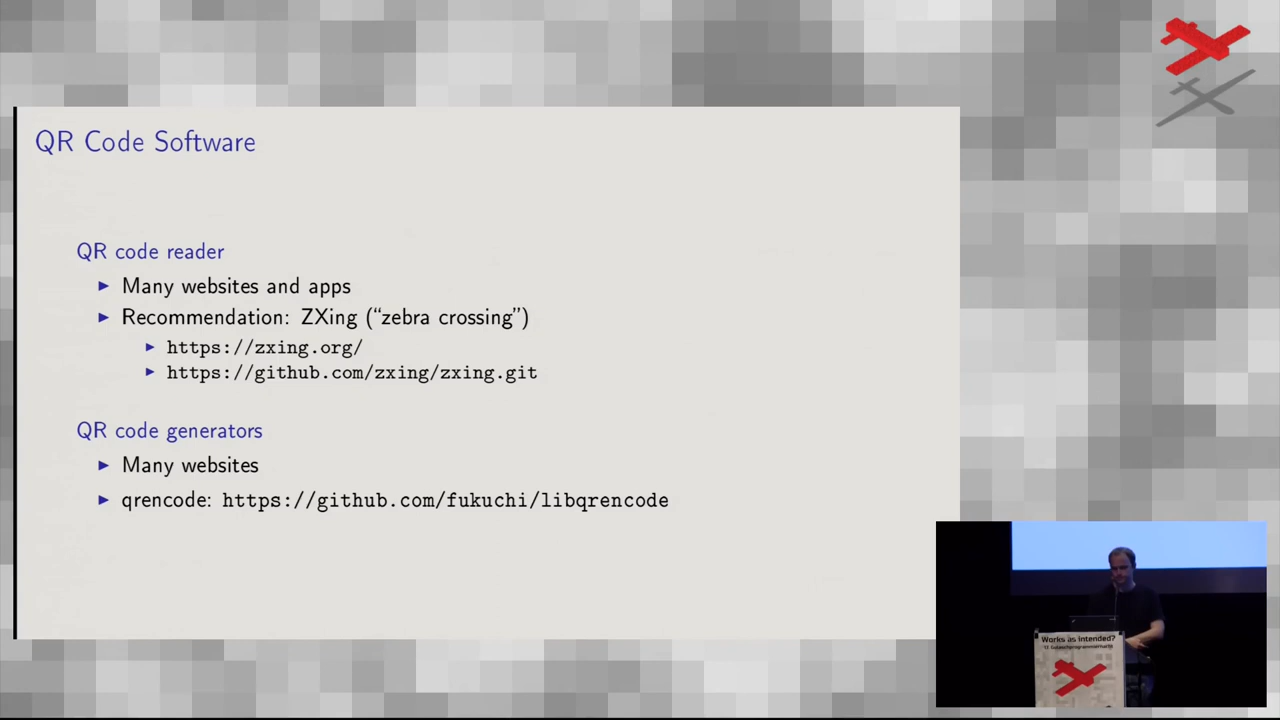 QR Code Software
QR code reader
Many websites and apps
Recommendation: ZXing (“zebra crossing”)
https://zxing.org/
https://github.com/zxing/zxing.git
QR code generators
Many websites
qrencode: https://github.com/fukuchi/libqrencode
Works as intended?
Gulaschprogrammiernacht